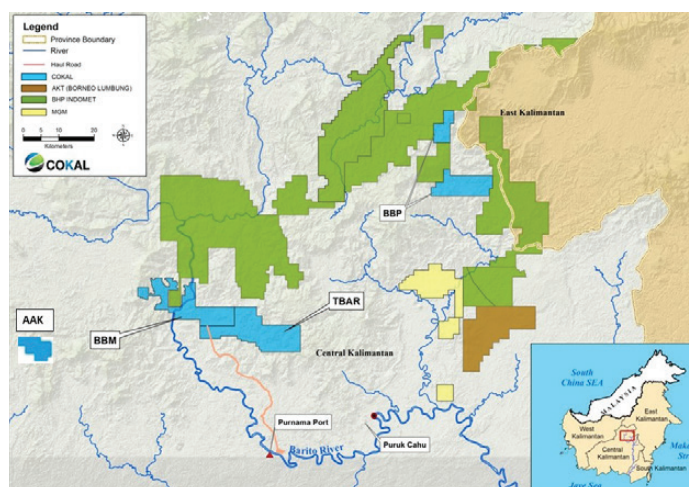 Legend
Province Boundary
River
Haul Road
COKAL
AKT (BORNEO LUMBUNG)
BHP INDOMET
MGM
0 5 10 20
Kilometers
COKAL
East Kalimantan
BBP
AAK
BBM
TBAR
Central Kalimantan
Purnama Port
Barito River
Puruk Cahu
South
China SEA
MALAYSIA
East
Kalimantan
West
Kalimantan
Central
Kalimantan
South Kalimantan
Jave Sea